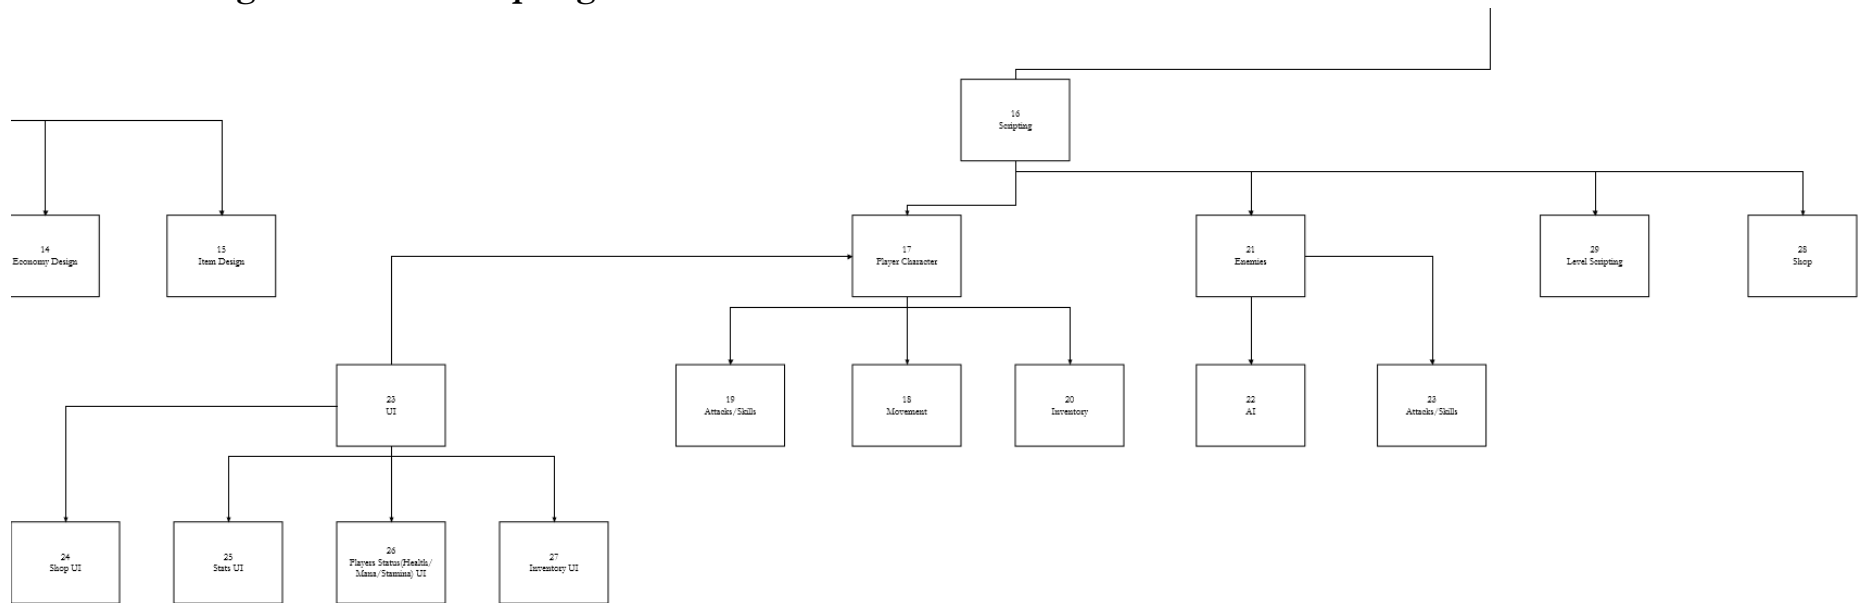 16
Scripting
14
Economy Design
15
Item Design
17
Player Character
21
Enemies
29
Level Scripting
28
Shop
23
UI
19
Attacks/Skills
18
Movement
20
Inventory
22
AI
23
Attacks/Skills
24
Shop UI
25
Stats UI
26
Players Status(Health/
Mana/Stamina) UI
27
Inventory UI